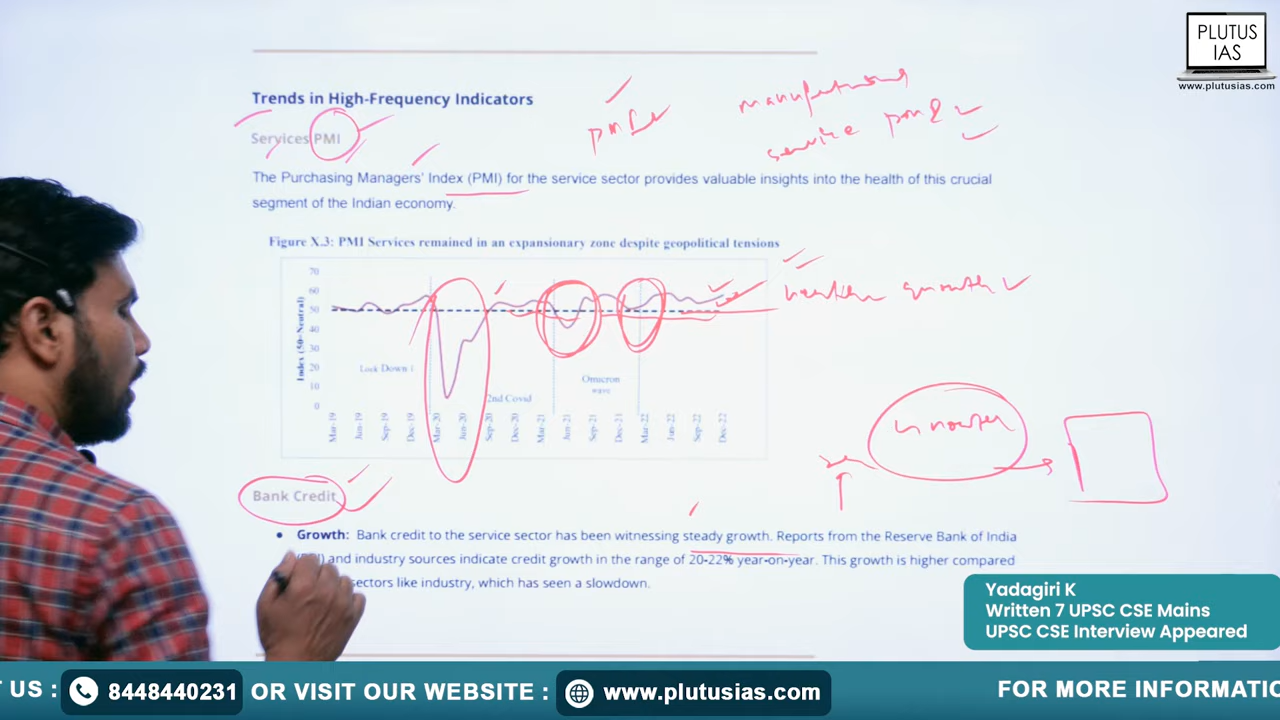 PLUTUS
IAS
www.plutusias.com
Trends in High-Frequency Indicators
Services PMI
The Purchasing Managers' Index (PMI) for the service sector provides valuable insights into the health of this crucial
segment of the Indian economy.
manufacturing
service PMI
PMI
Figure X.3: PMI Services remained in an expansionary zone despite geopolitical tensions
Index (50=Neutral)
70
60
50
40
30
20
10
0
Lock Down 1
2nd Covid
Omicron
wave
Mar-19
Jun-19
Sep-19
Dec-19
Mar-20
Jun-20
Sep-20
Dec-20
Mar-21
Jun-21
Sep-21
Dec-21
Mar-22
Jun-22
Sep-22
Dec-22
growth
Bank Credit
• Growth: Bank credit to the service sector has been witnessing steady growth. Reports from the Reserve Bank of India
and industry sources indicate credit growth in the range of 20-22% year-on-year. This growth is higher compared
sectors like industry, which has seen a slowdown.
Yadagiri K
Written 7 UPSC CSE Mains
UPSC CSE Interview Appeared
T US : 8448440231 OR VISIT OUR WEBSITE : www.plutusias.com FOR MORE INFORMATIO